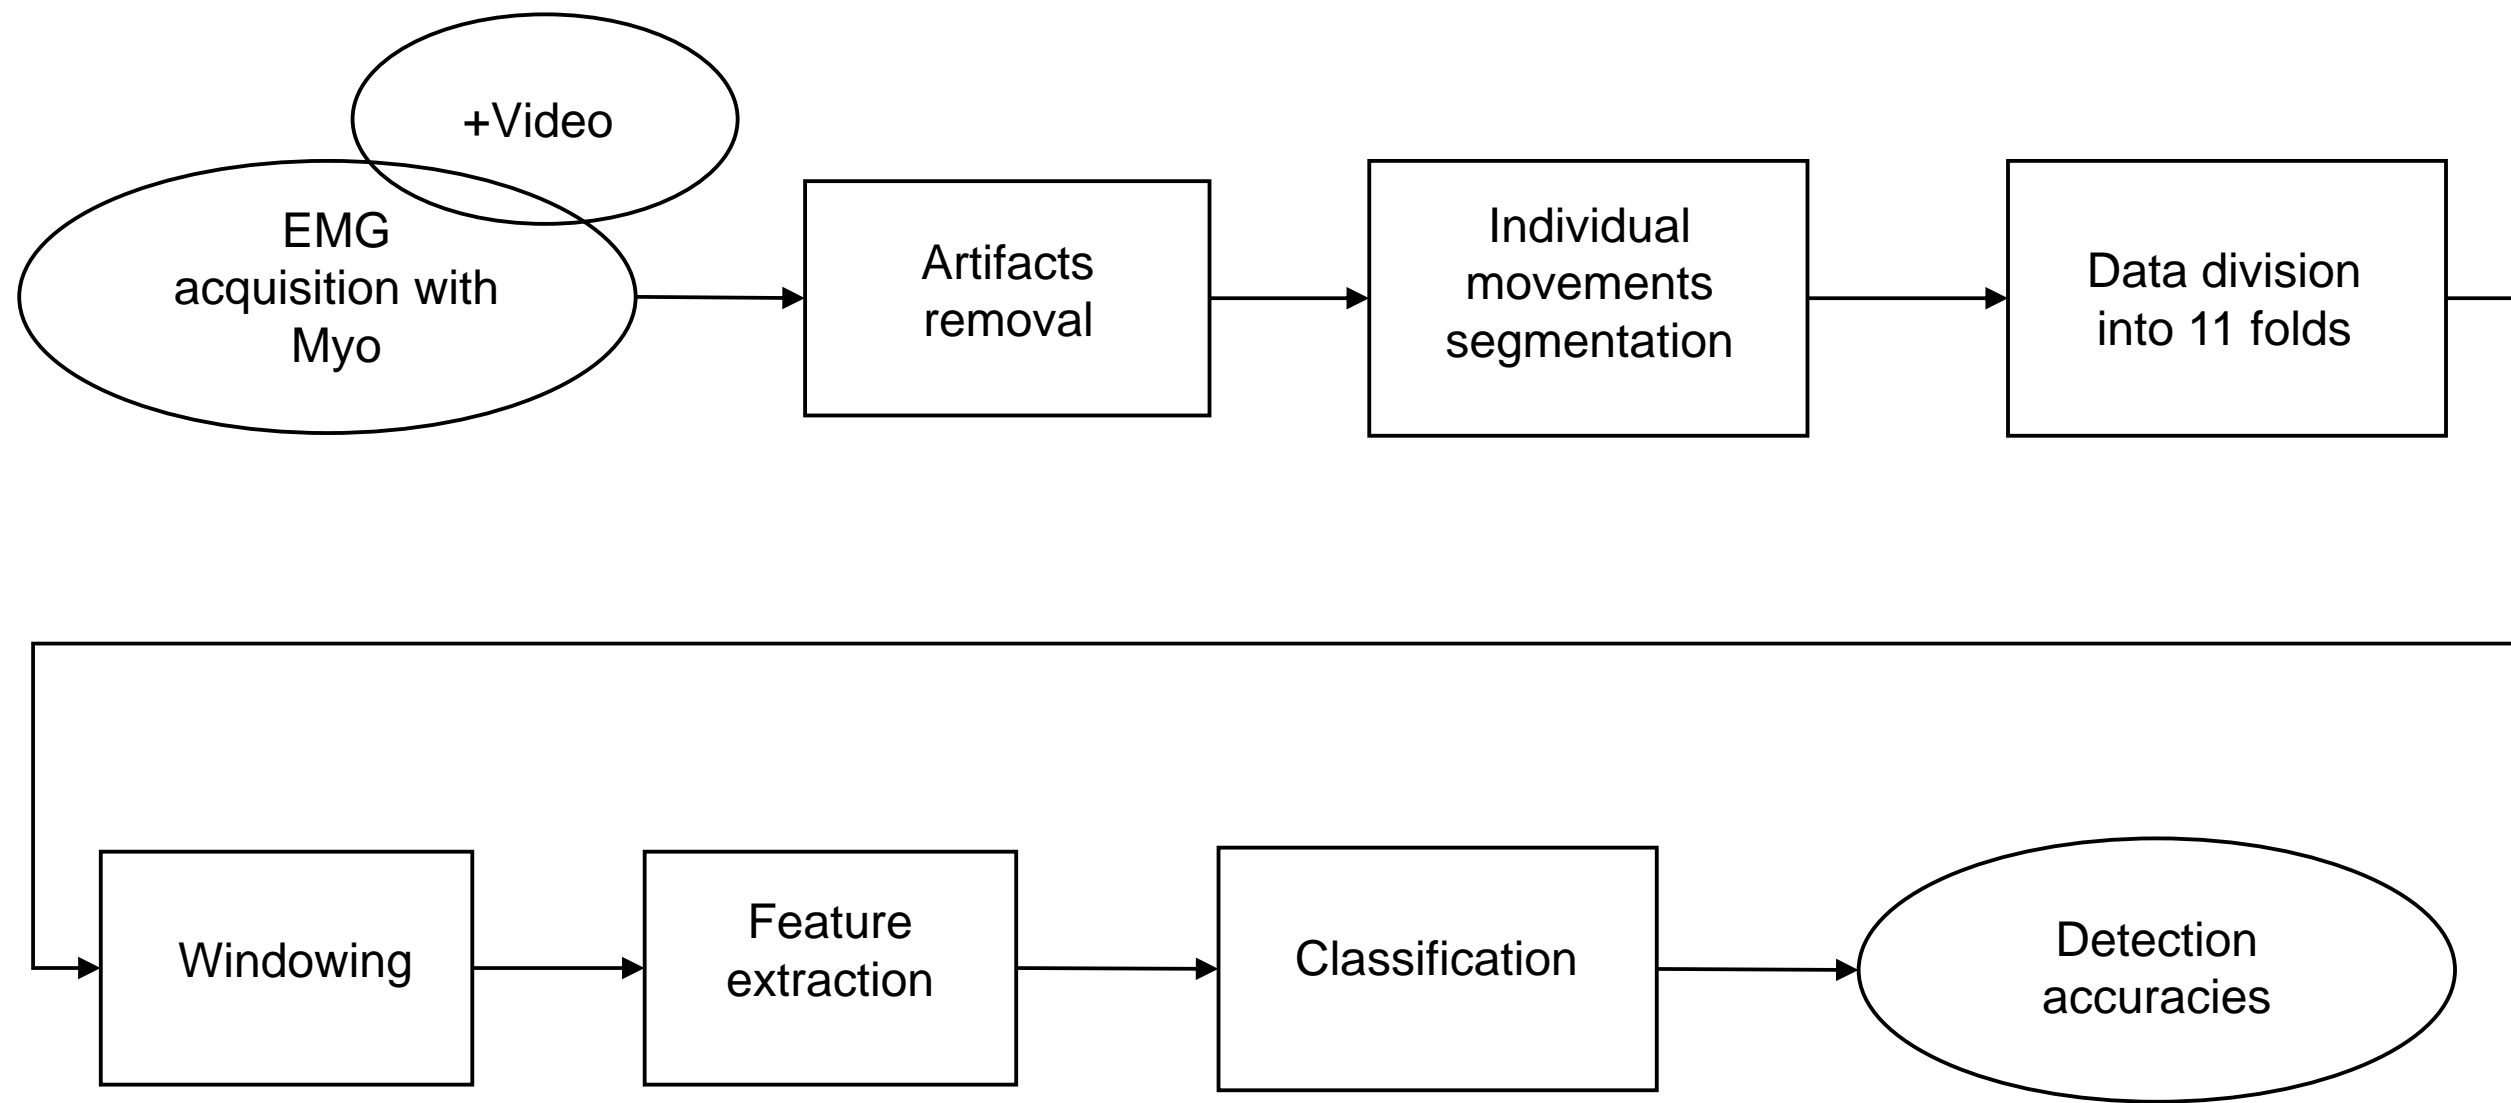 +Video
EMG
acquisition with
Myo
Artifacts
removal
Individual
movements
segmentation
Data division
into 11 folds
Windowing
Feature
extraction
Classification
Detection
accuracies